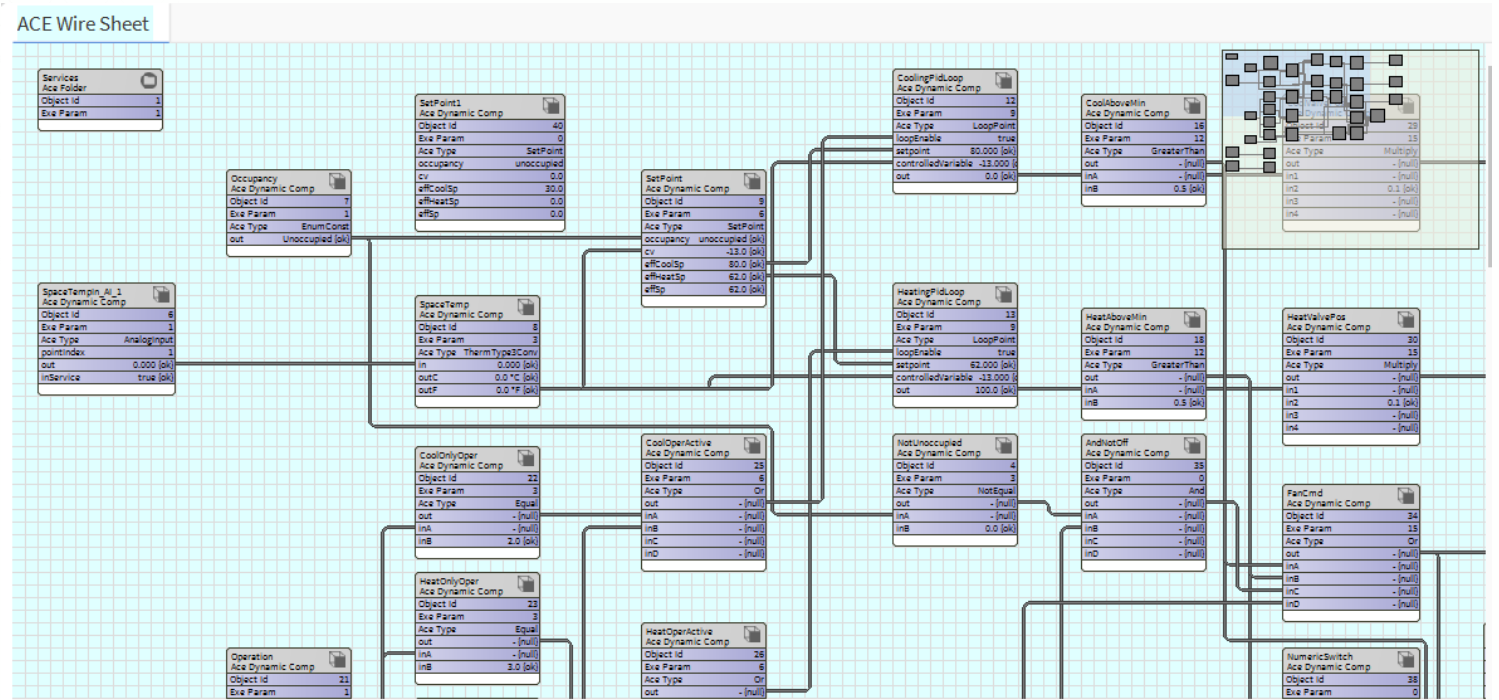 ACE Wire Sheet
Services
Ace Folder
Object Id 1
Exe Param 1
SetPoint1
Ace Dynamic Comp
Object Id 40
Exe Param 0
Ace Type SetPoint
occupancy unoccupied
cv 0.0
effCoolSp 30.0
effHeatSp 0.0
effSp 0.0
CoolingPidLoop
Ace Dynamic Comp
Object Id 12
Exe Param 9
Ace Type LoopPoint
loopEnable true
setpoint 80.000 {ok}
controlledVariable -13.000 {o
out 0.0 {ok}
CoolAboveMin
Ace Dynamic Comp
Object Id 16
Exe Param 12
Ace Type GreaterThan
out - {null}
inA - {null}
inB 0.5 {ok}
29
15
Ace Type Multiply
out - {null}
in1 - {null}
in2 0.1 {ok}
in3 - {null}
in4 - {null}
Occupancy
Ace Dynamic Comp
Object Id 7
Exe Param 1
Ace Type EnumConst
out Unoccupied {ok}
SetPoint
Ace Dynamic Comp
Object Id 9
Exe Param 6
Ace Type SetPoint
occupancy unoccupied {ok}
cv -13.0 {ok}
effCoolSp 80.0 {ok}
effHeatSp 62.0 {ok}
effSp 62.0 {ok}
SpaceTempIn_AI_1
Ace Dynamic Comp
Object Id 6
Exe Param 1
Ace Type AnalogInput
pointIndex 1
out 0.000 {ok}
inService true {ok}
SpaceTemp
Ace Dynamic Comp
Object Id 8
Exe Param 3
Ace Type ThermType3Conv
in 0.000 {ok}
outC 0.0 °C {ok}
outF 0.0 °F {ok}
HeatingPidLoop
Ace Dynamic Comp
Object Id 13
Exe Param 9
Ace Type LoopPoint
loopEnable true
setpoint 62.000 {ok}
controlledVariable -13.000 {o
out 100.0 {ok}
HeatAboveMin
Ace Dynamic Comp
Object Id 18
Exe Param 12
Ace Type GreaterThan
out - {null}
inA - {null}
inB 0.5 {ok}
HeatValvePos
Ace Dynamic Comp
Object Id 30
Exe Param 15
Ace Type Multiply
out - {null}
in1 - {null}
in2 0.1 {ok}
in3 - {null}
in4 - {null}
CoolOnlyOper
Ace Dynamic Comp
Object Id 22
Exe Param 3
Ace Type Equal
out - {null}
inA - {null}
inB 2.0 {ok}
CoolOperActive
Ace Dynamic Comp
Object Id 25
Exe Param 6
Ace Type Or
out - {null}
inA - {null}
inB - {null}
inC - {null}
inD - {null}
NotUnoccupied
Ace Dynamic Comp
Object Id 4
Exe Param 3
Ace Type NotEqual
out - {null}
inA - {null}
inB 0.0 {ok}
AndNotOff
Ace Dynamic Comp
Object Id 35
Exe Param 0
Ace Type And
out - {null}
inA - {null}
inB - {null}
inC - {null}
inD - {null}
FanCmd
Ace Dynamic Comp
Object Id 34
Exe Param 15
Ace Type Or
out - {null}
inA - {null}
inB - {null}
inC - {null}
inD - {null}
HeatOnlyOper
Ace Dynamic Comp
Object Id 23
Exe Param 3
Ace Type Equal
out - {null}
inA - {null}
inB 3.0 {ok}
HeatOperActive
Ace Dynamic Comp
Object Id 26
Exe Param 6
Ace Type Or
out - {null}
Operation
Ace Dynamic Comp
Object Id 21
Exe Param 1
NumericSwitch
Ace Dynamic Comp
Object Id 38
Exe Param 0